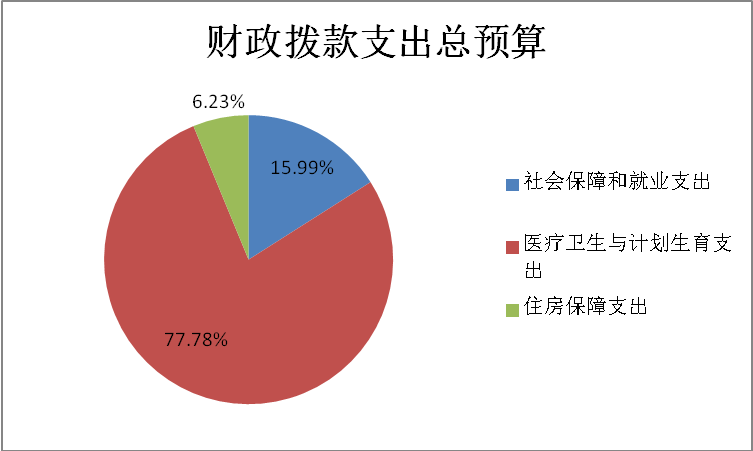 财政拨款支出总预算
6.23%
15.99%
77.78%
社会保障和就业支出
医疗卫生与计划生育支
出
住房保障支出